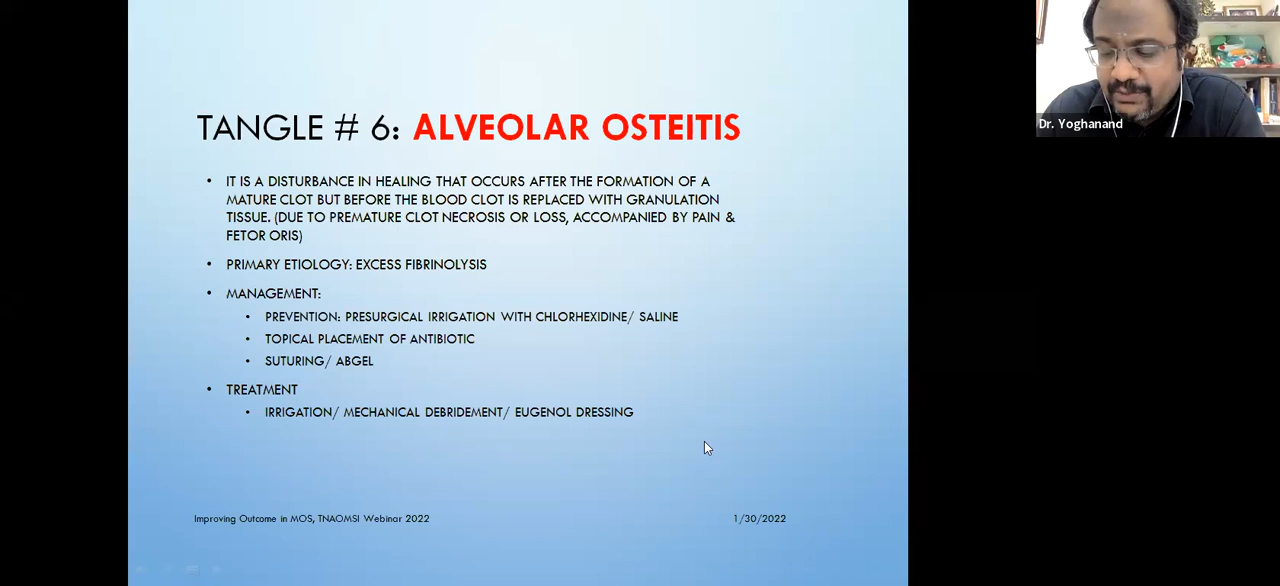 TANGLE # 6: ALVEOLAR OSTEITIS
• IT IS A DISTURBANCE IN HEALING THAT OCCURS AFTER THE FORMATION OF A
MATURE CLOT BUT BEFORE THE BLOOD CLOT IS REPLACED WITH GRANULATION
TISSUE. (DUE TO PREMATURE CLOT NECROSIS OR LOSS, ACCOMPANIED BY PAIN &
FETOR ORIS)
• PRIMARY ETIOLOGY: EXCESS FIBRINOLYSIS
• MANAGEMENT:
• PREVENTION: PRESURGICAL IRRIGATION WITH CHLORHEXIDINE/ SALINE
• TOPICAL PLACEMENT OF ANTIBIOTIC
• SUTURING/ ABGEL
• TREATMENT
• IRRIGATION/ MECHANICAL DEBRIDEMENT/ EUGENOL DRESSING
Improving Outcome in MOS, TNAOMSI Webinar 2022
1/30/2022
Dr. Yoghanand